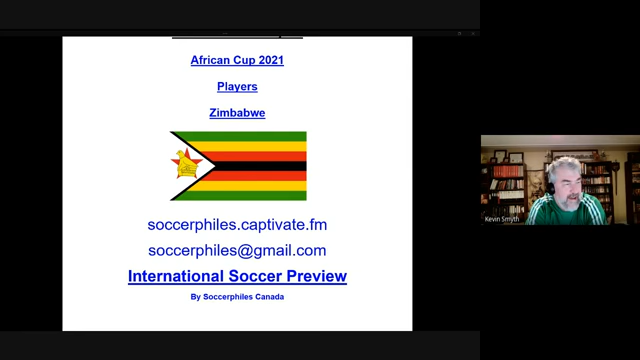 African Cup 2021
Players
Zimbabwe
soccerphiles.captivate.fm
soccerphiles@gmail.com
International Soccer Preview
By Soccerphiles Canada
Kevin Smyth